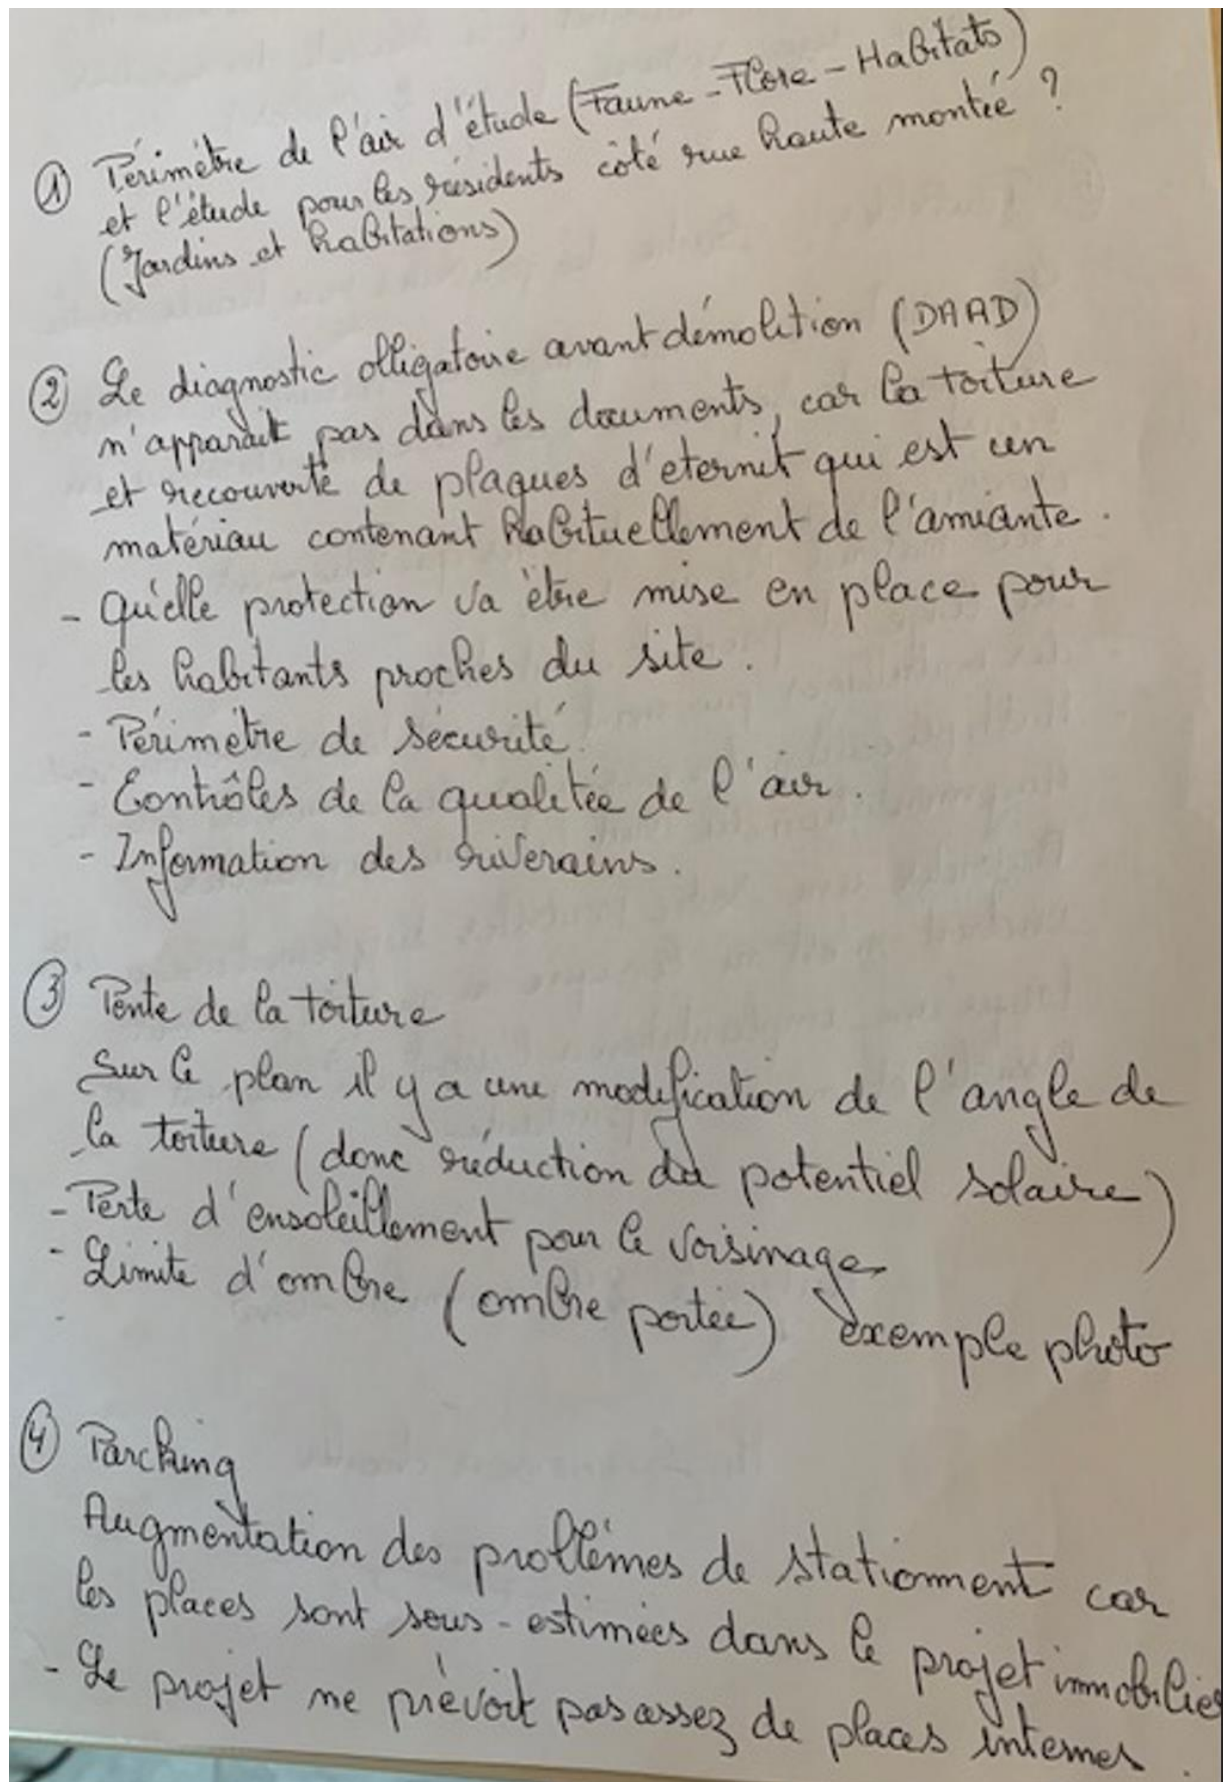 ① Périmètre de l'air d'étude (Faune - Flore - Habitats)
et l'étude pour les résidents côté rue haute montée ?
(Jardins et habitations)
② Le diagnostic obligatoire avant démolition (DAAD)
n'apparait pas dans les documents, car la toiture
et recouverte de plaques d'eternit qui est un
matériau contenant habituellement de l'amiante.
- Qu'elle protection va être mise en place pour
les habitants proches du site.
- Périmètre de sécurité.
- Contrôles de la qualitée de l'air.
- Information des riverains.
③ Pente de la toiture
Sur le plan il y a une modification de l'angle de
la toiture (donc réduction du potentiel solaire)
- Perte d'ensoleillement pour le voisinage
- Limite d'ombre (ombre portée) exemple photo
④ Parcking
Augmentation des problèmes de stationment car
les places sont sous-estimées dans le projet immobilier
- Le projet ne prévoit pas assez de places internes.